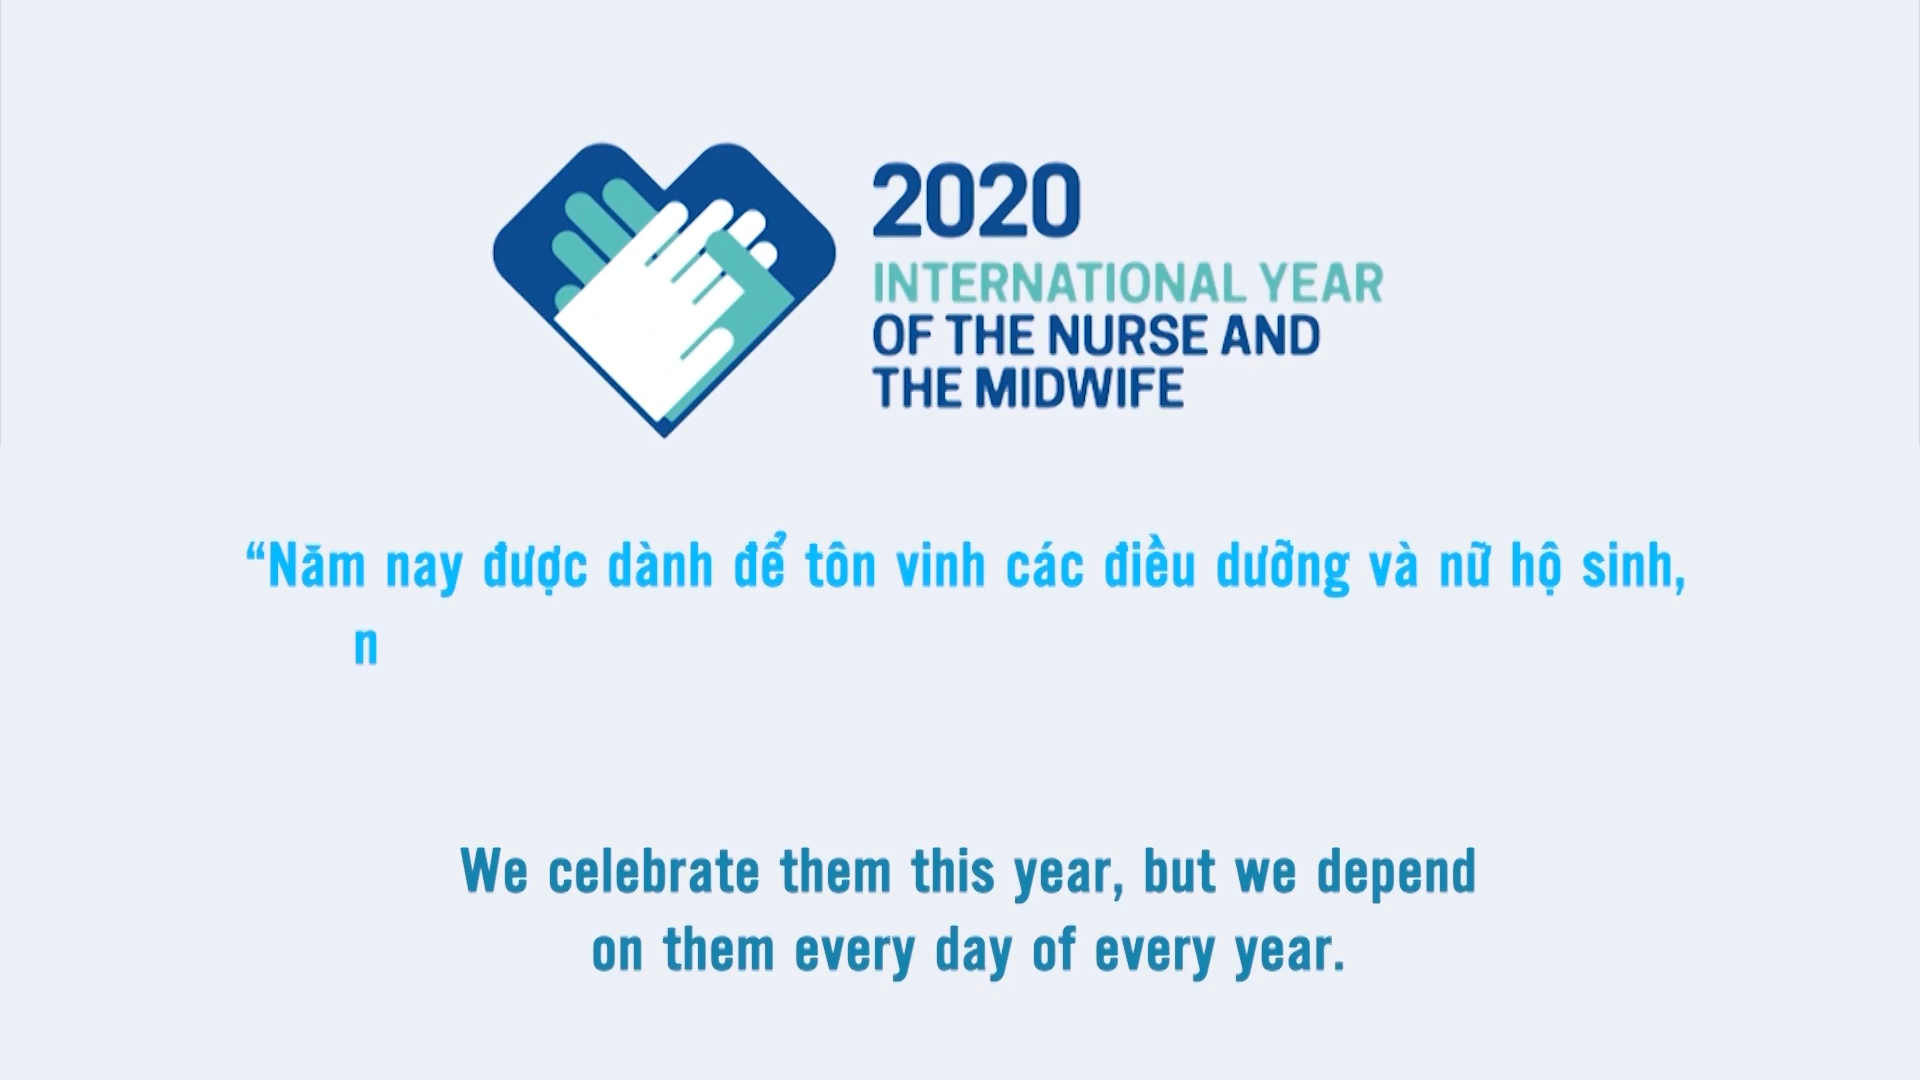 2020
INTERNATIONAL YEAR
OF THE NURSE AND
THE MIDWIFE
“Năm nay được dành để tôn vinh các điều dưỡng và nữ hộ sinh,
n
We celebrate them this year, but we depend
on them every day of every year.